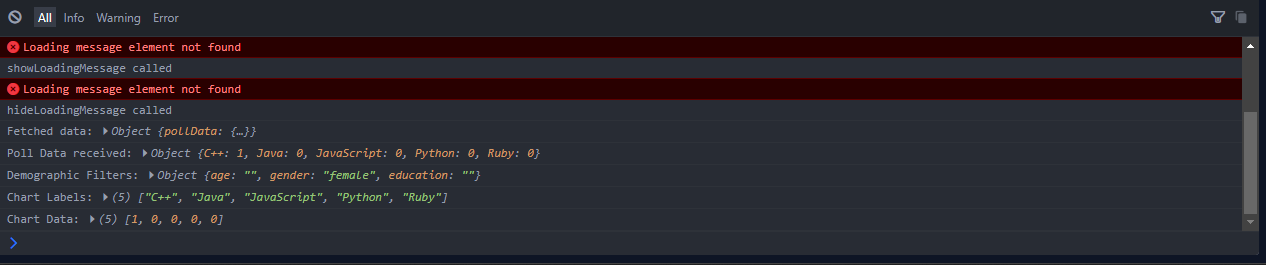 All Info Warning Error
Loading message element not found
showLoadingMessage called
Loading message element not found
hideLoadingMessage called
Fetched data: ▶Object {pollData: {…}}
Poll Data received: ▶Object {C++: 1, Java: 0, JavaScript: 0, Python: 0, Ruby: 0}
Demographic Filters: ▶Object {age: "", gender: "female", education: ""}
Chart Labels: ▶(5) ["C++", "Java", "JavaScript", "Python", "Ruby"]
Chart Data: ▶(5) [1, 0, 0, 0, 0]